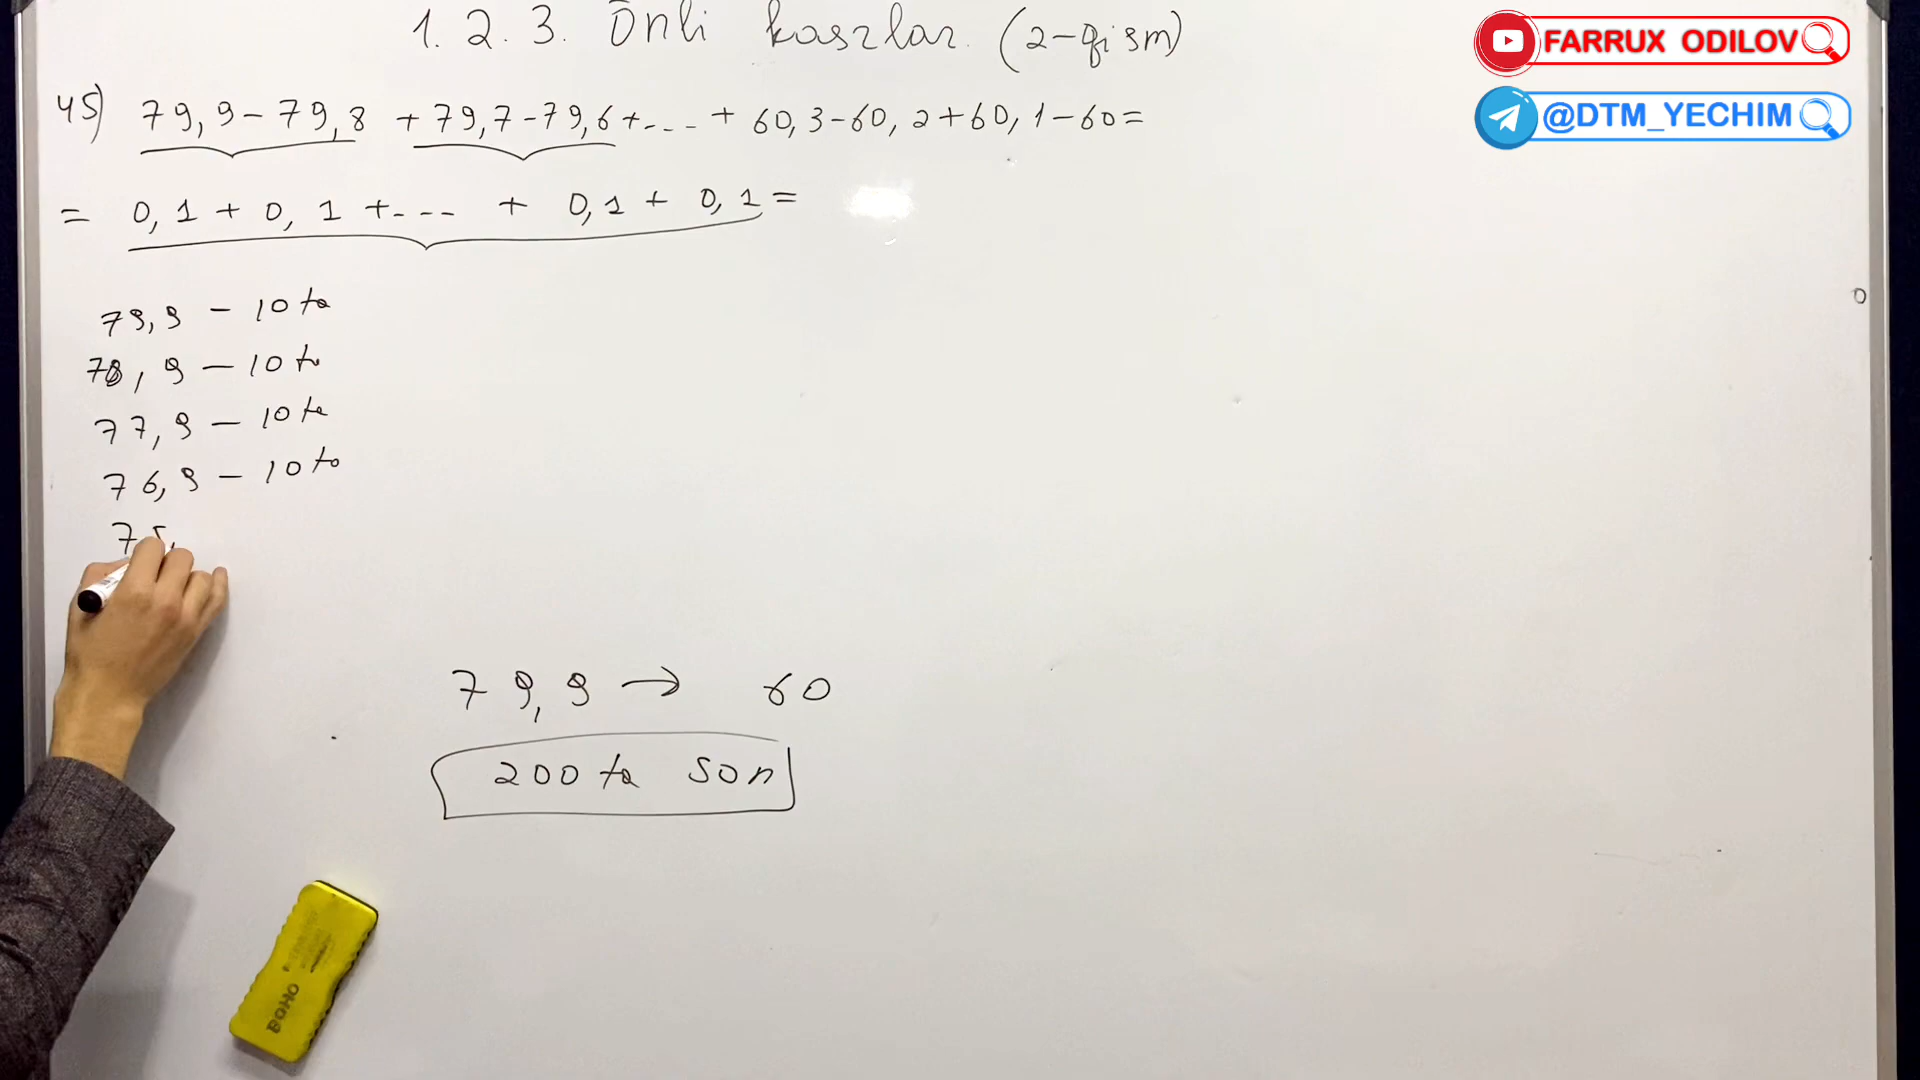 1.2.3. Onli kasrlar. (2-qism)
FARRUX ODILOV
@DTM_YECHIM
45) 79,9-79,8 +79,7-79,6+.... + 60,3-60,2+60,1-60=
= 0,1+0,1+.... + 0,1+0,1=
79,9 - 10 ta
78,9 - 10 ta
77,9 - 10 ta
76,9 - 10 ta
75,
79,9 → 60
200 ta son
BOHO